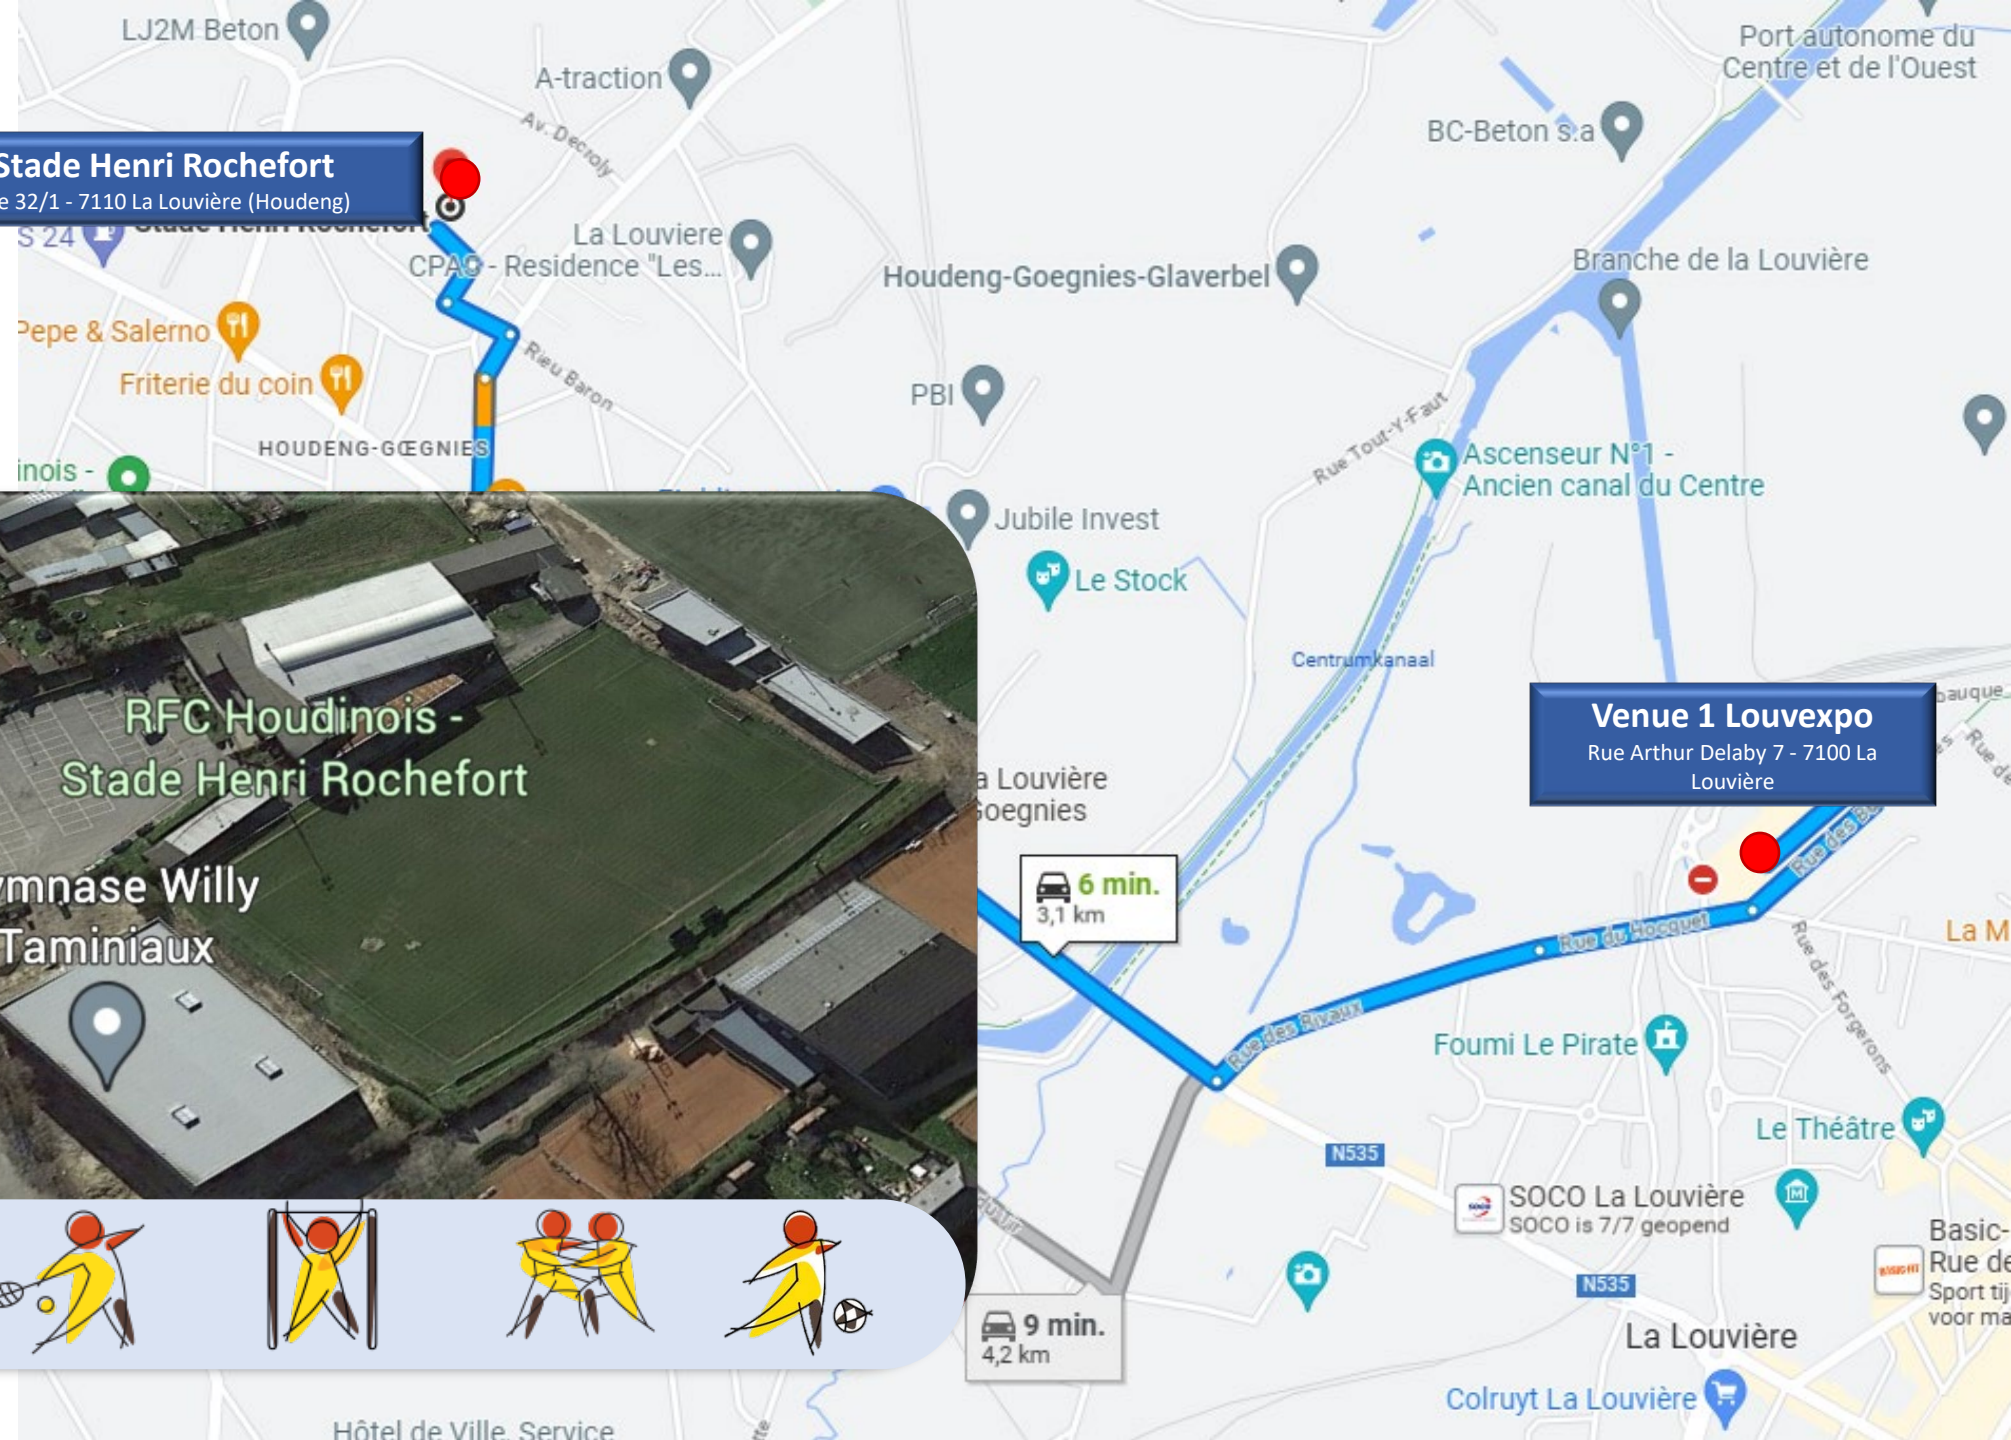 LJ2M Beton
A-traction
Av. Decroly
Port autonome du
Centre et de l'Ouest
BC-Beton s.a
Stade Henri Rochefort
32/1 - 7110 La Louvière (Houdeng)
Stade Henri Rochefort
S 24
La Louviere
CPAS - Residence "Les...
Houdeng-Goegnies-Glaverbel
Branche de la Louvière
Pepe & Salerno
Friterie du coin
Rieu Baron
PBI
HOUDENG-GŒGNIES
Rue Tout-Y-Faut
Ascenseur N°1 -
Ancien canal du Centre
Jubile Invest
Le Stock
Centrumkanaal
RFC Houdinois -
Stade Henri Rochefort
Willy
Taminiaux
Venue 1 Louvexpo
Rue Arthur Delaby 7 - 7100 La
Louvière
Louvière
6 min.
3,1 km
Rue des
Rue du Hocquet
Rue des Rivaux
Rue des Forgerons
La M
Foumi Le Pirate
Le Théâtre
N535
SOCO La Louvière
SOCO is 7/7 geopend
Basic-
Rue de
Sport
voor
N535
9 min.
4,2 km
La Louvière
Colruyt La Louvière
Hôtel de Ville, Service